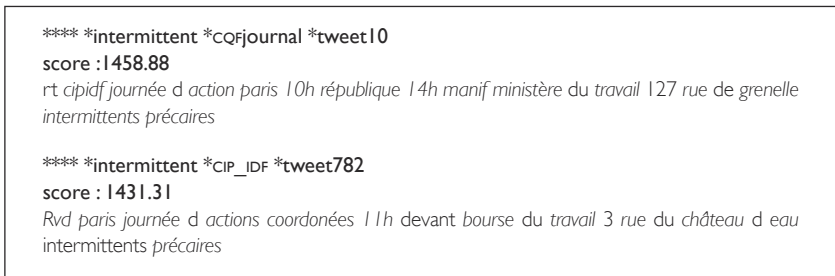 **** *intermittent *CQFjournal *tweet10
score :1458.88
rt cipidf journée d action paris 10h république 14h manif ministère du travail 127 rue de grenelle
intermittents précaires
**** *intermittent *CIP_IDF *tweet782
score : 1431.31
Rvd paris journée d actions coordonées 11h devant bourse du travail 3 rue du château d eau
intermittents précaires